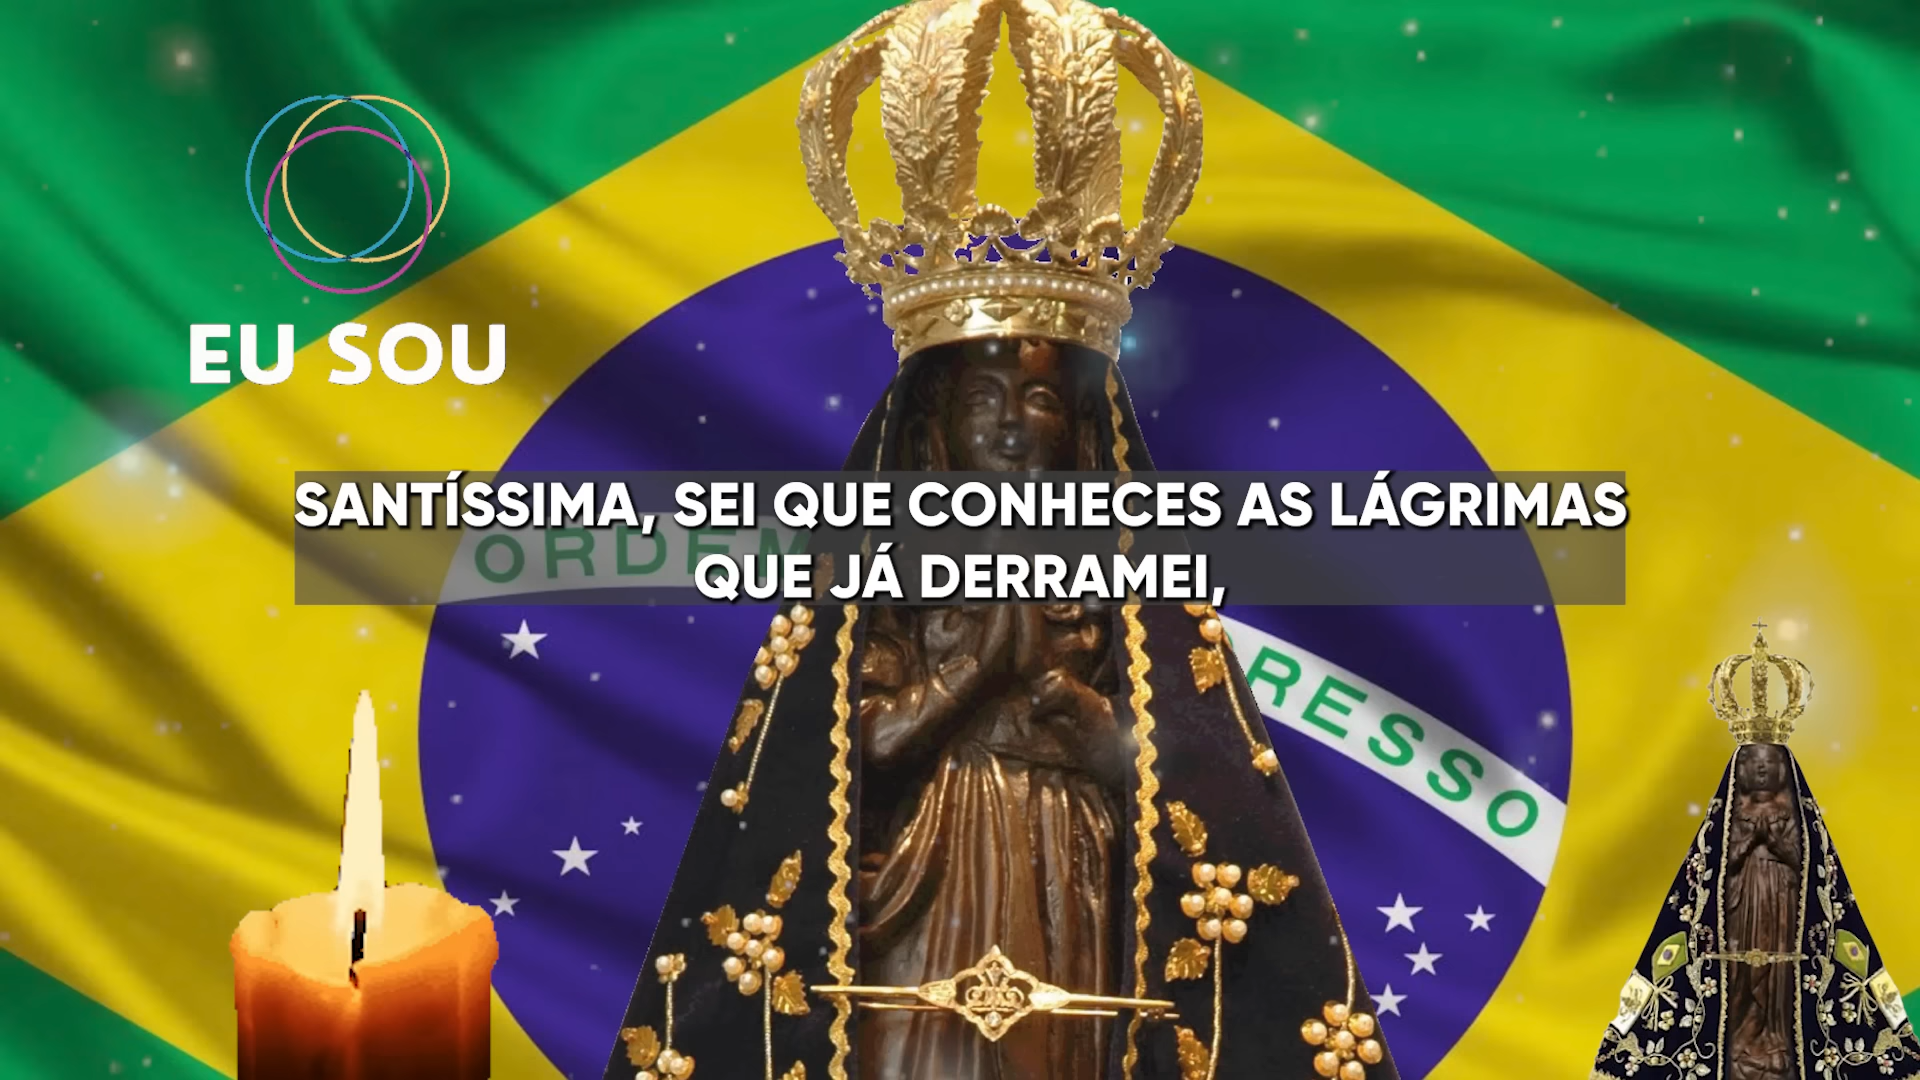 EU SOU
SANTÍSSIMA, SEI QUE CONHECES AS LÁGRIMAS
QUE JÁ DERRAMEI,
ORDEM
RESSO